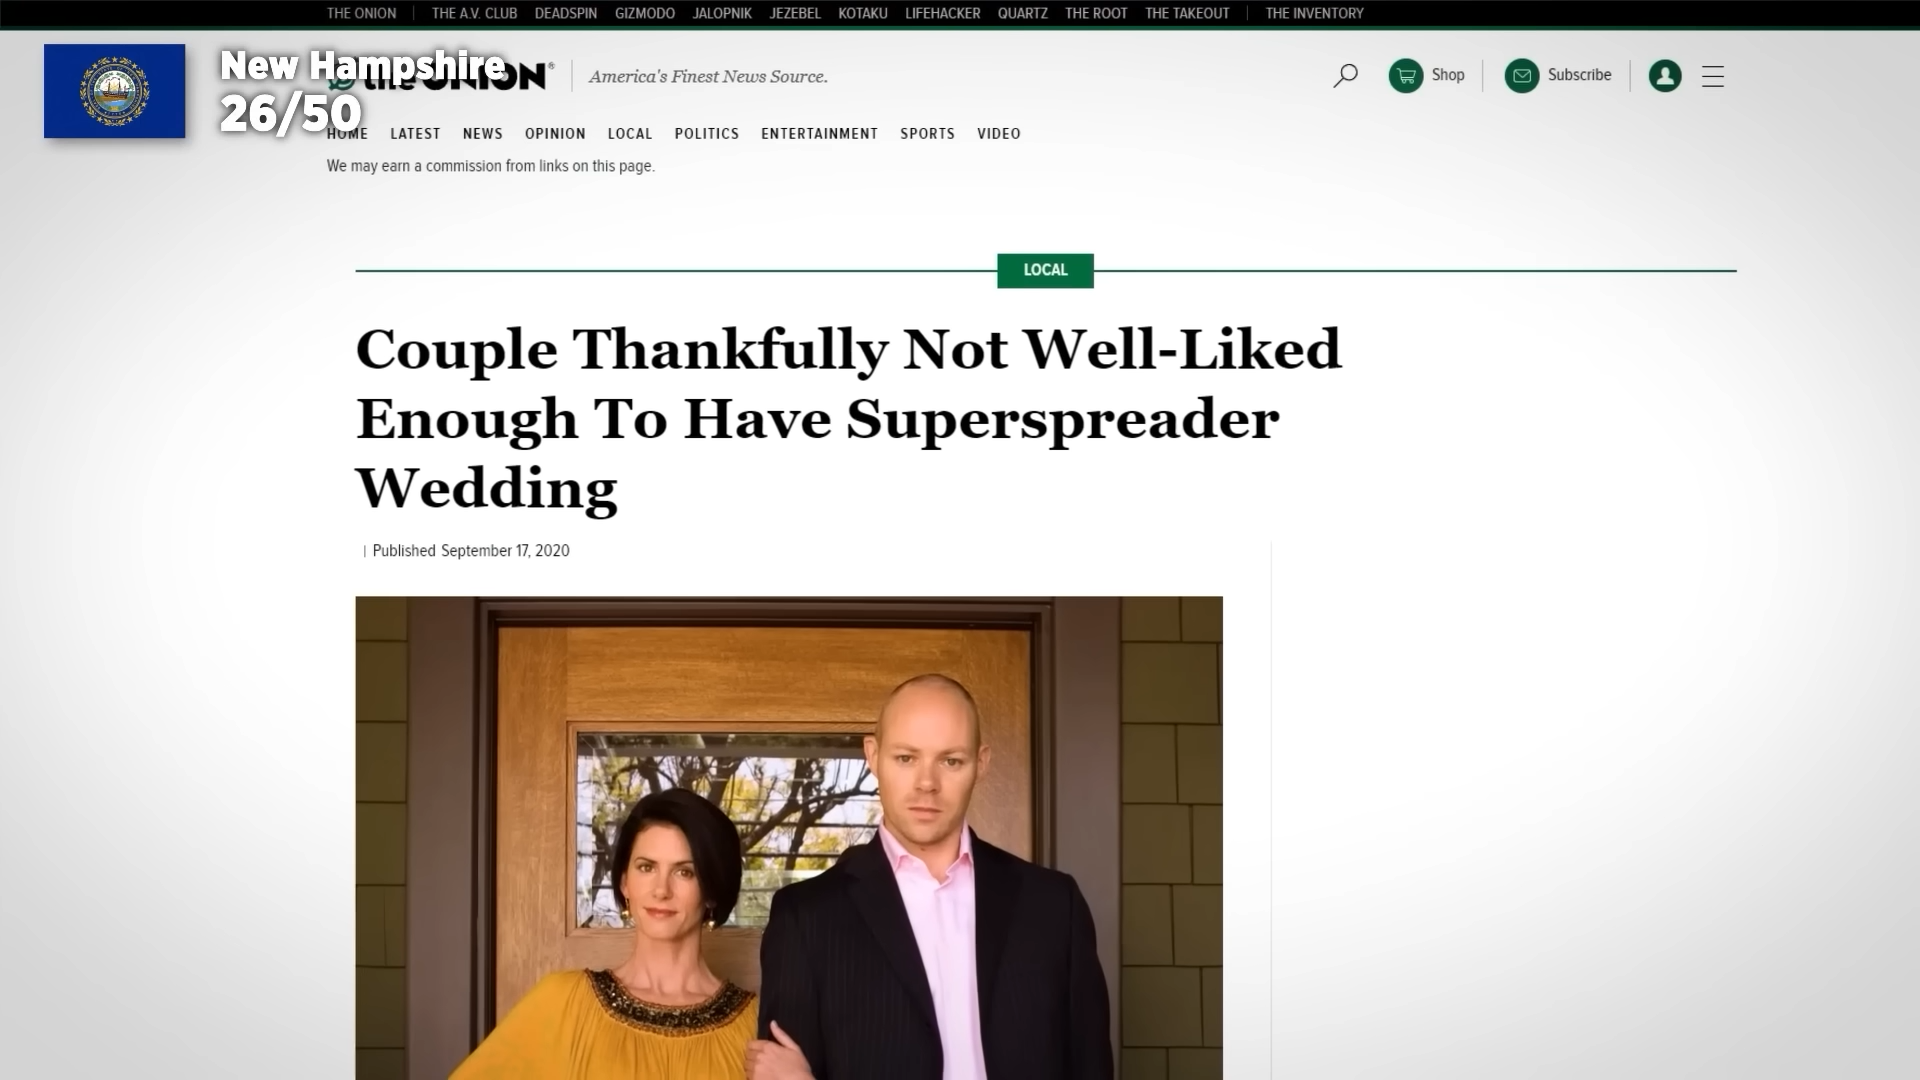 THE ONION THE A.V. CLUB DEADSPIN GIZMODO JALOPNIK JEZEBEL KOTAKU LIFEHACKER QUARTZ THE ROOT THE TAKEOUT THE INVENTORY
New Hampshire
26/50
the ONION® America's Finest News Source. Shop Subscribe
HOME LATEST NEWS OPINION LOCAL POLITICS ENTERTAINMENT SPORTS VIDEO
We may earn a commission from links on this page.
LOCAL
Couple Thankfully Not Well-Liked
Enough To Have Superspreader
Wedding
| Published September 17, 2020